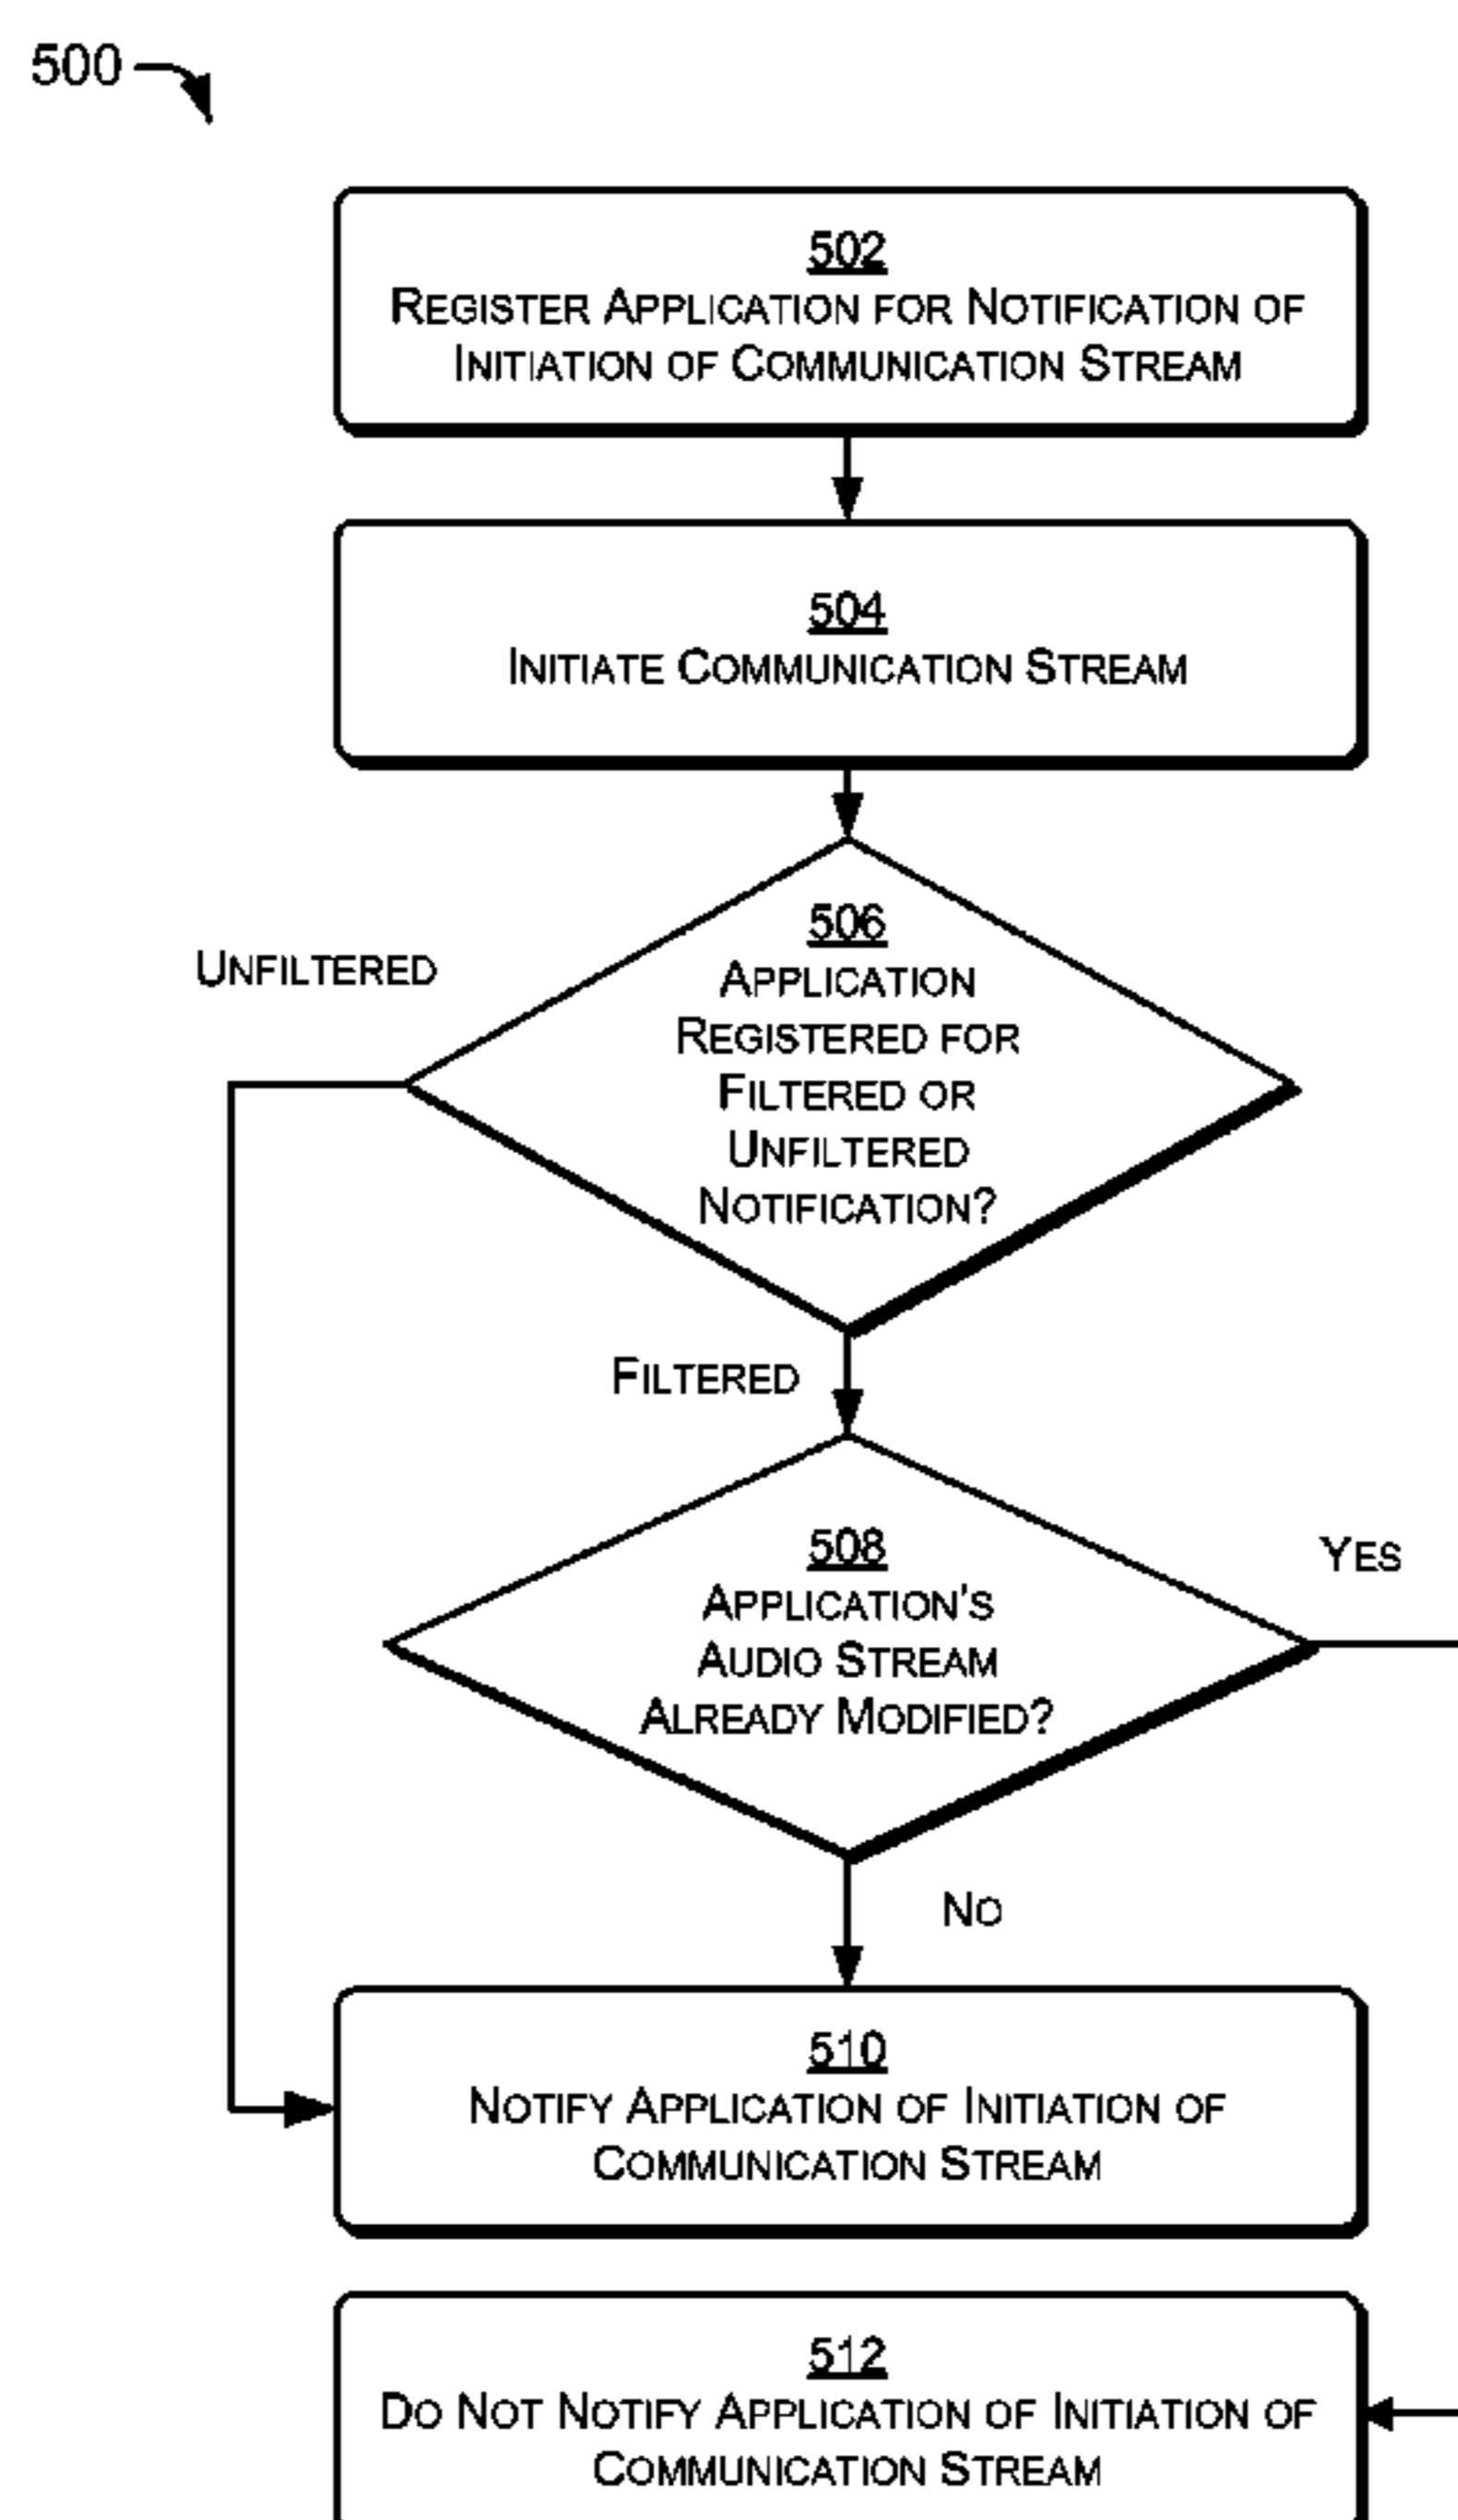 500
502
REGISTER APPLICATION FOR NOTIFICATION OF
INITIATION OF COMMUNICATION STREAM
504
INITIATE COMMUNICATION STREAM
506
APPLICATION
REGISTERED FOR
FILTERED OR
UNFILTERED
NOTIFICATION?
UNFILTERED
FILTERED
508
APPLICATION'S
AUDIO STREAM
ALREADY MODIFIED?
YES
NO
510
NOTIFY APPLICATION OF INITIATION OF
COMMUNICATION STREAM
512
DO NOT NOTIFY APPLICATION OF INITIATION OF
COMMUNICATION STREAM